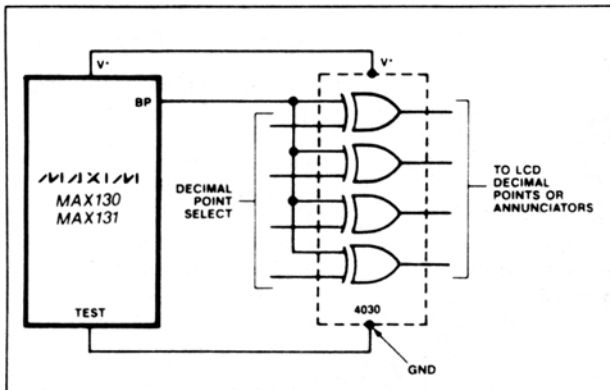 V+
V+
BP
MAXIM
MAX130
MAX131
DECIMAL
POINT
SELECT
TO LCD
DECIMAL
POINTS OR
ANNUNCIATORS
TEST
4030
GND